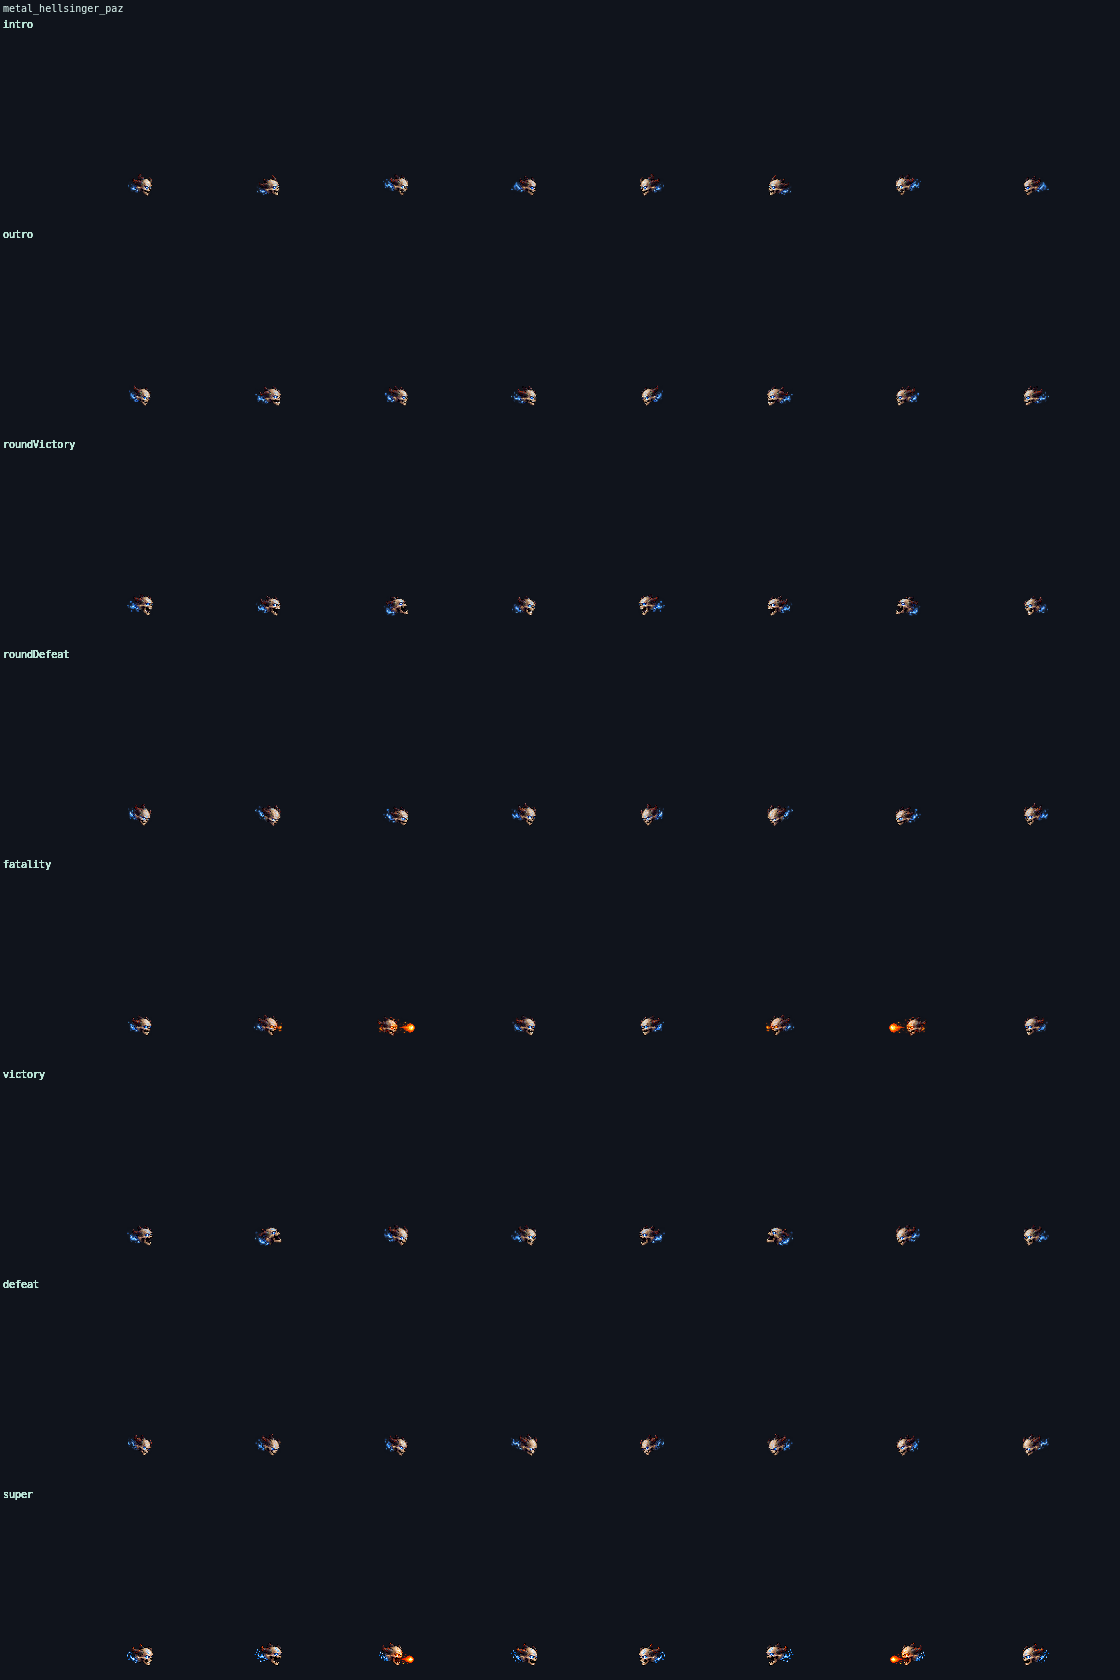 metal_hellsinger_paz
intro
outro
roundVictory
roundDefeat
fatality
victory
defeat
super